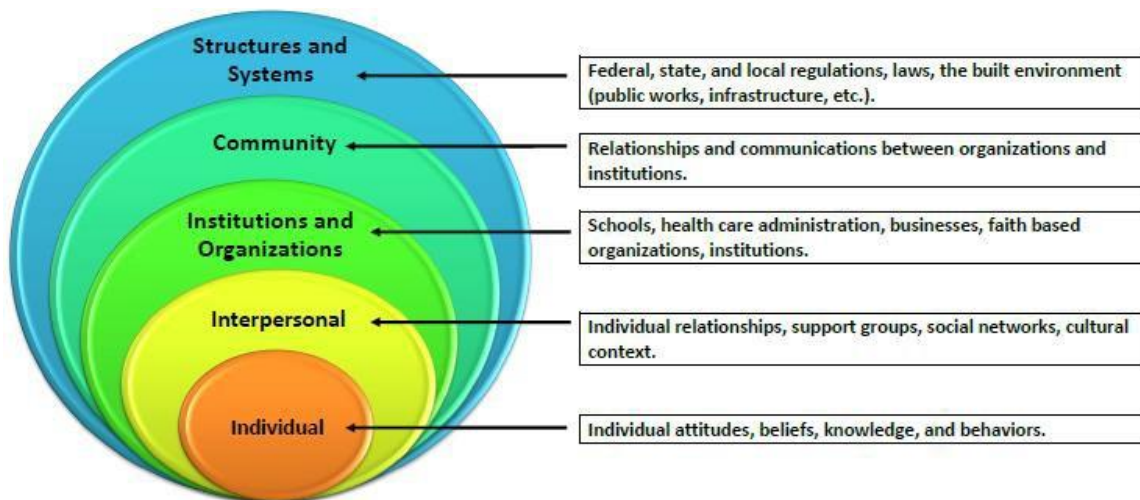 Structures and
Systems
Federal, state, and local regulations, laws, the built environment
(public works, infrastructure, etc.).
Community
Relationships and communications between organizations and
institutions.
Institutions and
Organizations
Schools, health care administration, businesses, faith based
organizations, institutions.
Interpersonal
Individual relationships, support groups, social networks, cultural
context.
Individual
Individual attitudes, beliefs, knowledge, and behaviors.